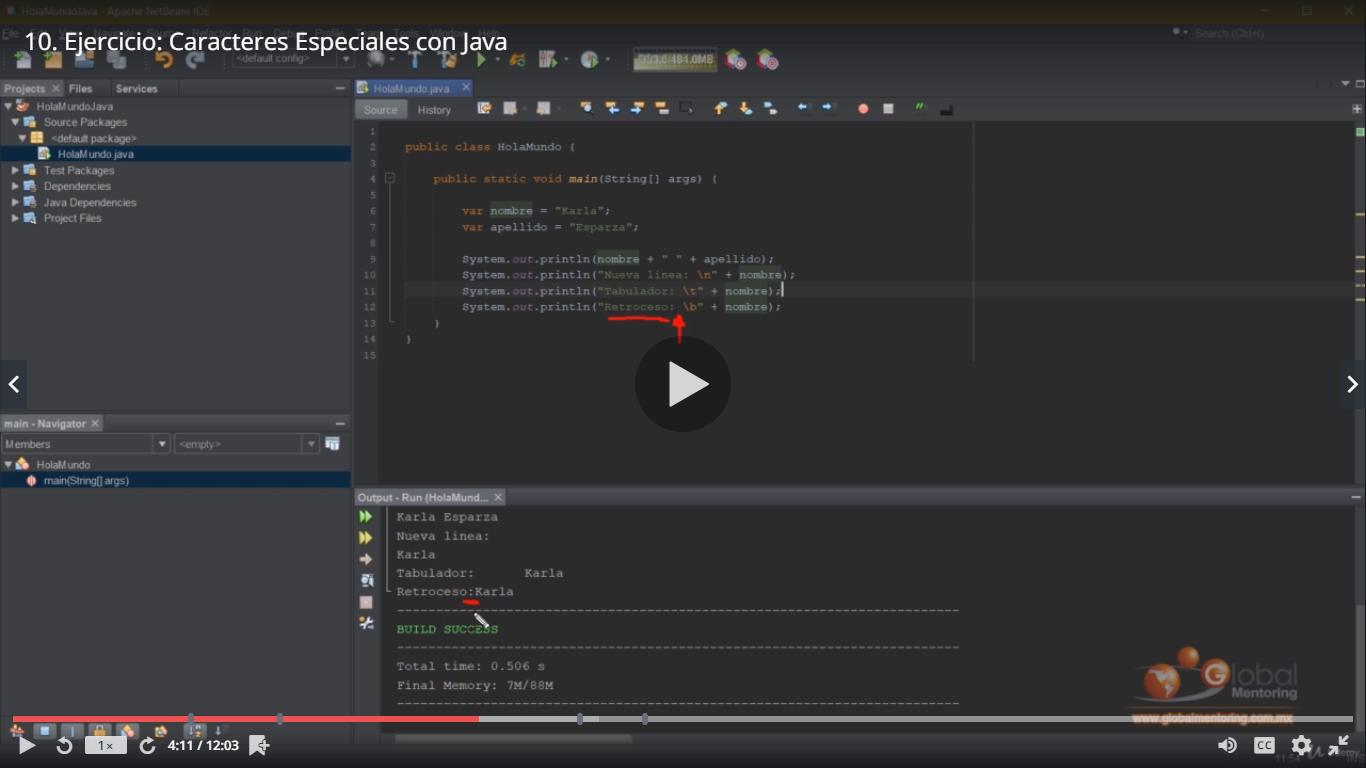 HolaMundoJava - Apache NetBeans IDE
10. Ejercicio: Caracteres Especiales con Java
Search (Ctrl+I)
<default config>
Projects Files Services
HolaMundoJava
Source Packages
<default package>
HolaMundo.java
Test Packages
Dependencies
Java Dependencies
Project Files
HolaMundo.java
Source History
1
2 public class HolaMundo {
3
4 public static void main(String[] args) {
5
6 var nombre = "Karla";
7 var apellido = "Esparza";
8
9 System.out.println(nombre + " " + apellido);
10 System.out.println("Nueva linea: \n" + nombre);
11 System.out.println("Tabulador: \t" + nombre);
12 System.out.println("Retroceso: \b" + nombre);
13 }
14 }
15
main - Navigator
Members <empty>
HolaMundo
main(String[] args)
Output - Run (HolaMund...
Karla Esparza
Nueva linea:
Karla
Tabulador: Karla
Retroceso:Karla
------------------------------------------------------------------------
BUILD SUCCESS
------------------------------------------------------------------------
Total time: 0.506 s
Final Memory: 7M/88M
------------------------------------------------------------------------
Global
Mentoring
www.globalmentoring.com.mx
1x 4:11 / 12:03 CC